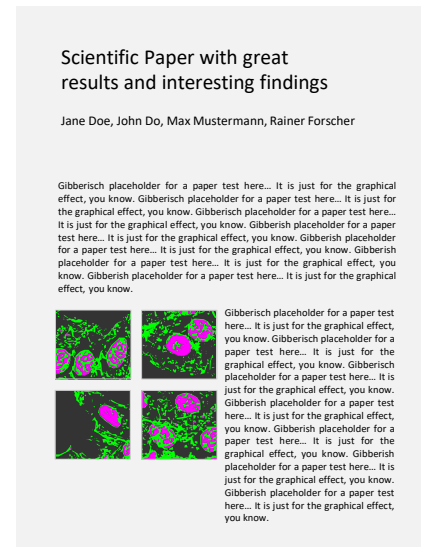 Scientific Paper with great
results and interesting findings
Jane Doe, John Do, Max Mustermann, Rainer Forscher
Gibberisch placeholder for a paper test here... It is just for the graphical
effect, you know. Gibberisch placeholder for a paper test here... It is just for
the graphical effect, you know. Gibberisch placeholder for a paper test here...
It is just for the graphical effect, you know. Gibberish placeholder for a paper
test here... It is just for the graphical effect, you know. Gibberish placeholder
for a paper test here... It is just for the graphical effect, you know. Gibberish
placeholder for a paper test here... It is just for the graphical effect, you
know. Gibberish placeholder for a paper test here... It is just for the graphical
effect, you know.
Gibberisch placeholder for a paper test
here... It is just for the graphical effect,
you know. Gibberisch placeholder for a
paper test here... It is just for the
graphical effect, you know. Gibberisch
placeholder for a paper test here... It is
just for the graphical effect, you know.
Gibberish placeholder for a paper test
here... It is just for the graphical effect,
you know. Gibberish placeholder for a
paper test here... It is just for the
graphical effect, you know. Gibberish
placeholder for a paper test here... It is
just for the graphical effect, you know.
Gibberish placeholder for a paper test
here... It is just for the graphical effect,
you know.